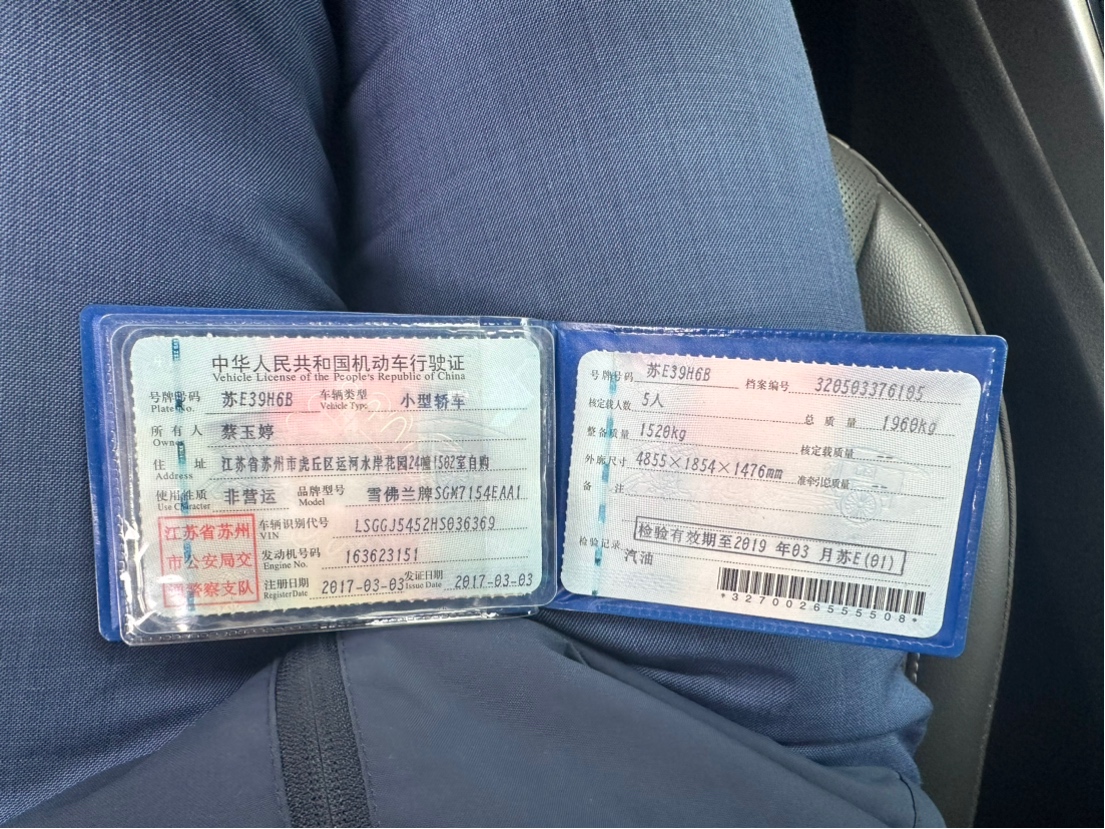 中华人民共和国机动车行驶证
Vehicle License of the People's Republic of China
号牌号码 Plate No. 苏E39H6B 车辆类型 Vehicle Type 小型轿车
所有人 Owner 蔡玉婷
住址 Address 江苏省苏州市虎丘区运河水岸花园24幢1502室自购
使用性质 Use Character 非营运 品牌型号 Model 雪佛兰牌SGM7154EAA1
车辆识别代号 VIN LSGGJ5452HS036369
发动机号码 Engine No. 163623151
注册日期 Register Date 2017-03-03 发证日期 Issue Date 2017-03-03
江苏省苏州
市公安局交
通警察支队
号牌号码 苏E39H6B 档案编号 320503376105
核定载人数 5人 总质量 1960kg
整备质量 1520kg 核定载质量 --
外廓尺寸 4855×1854×1476mm 准牵引总质量 --
备注
检验有效期至2019 年03 月苏E(01)
检验记录 汽油
*3270026555508*